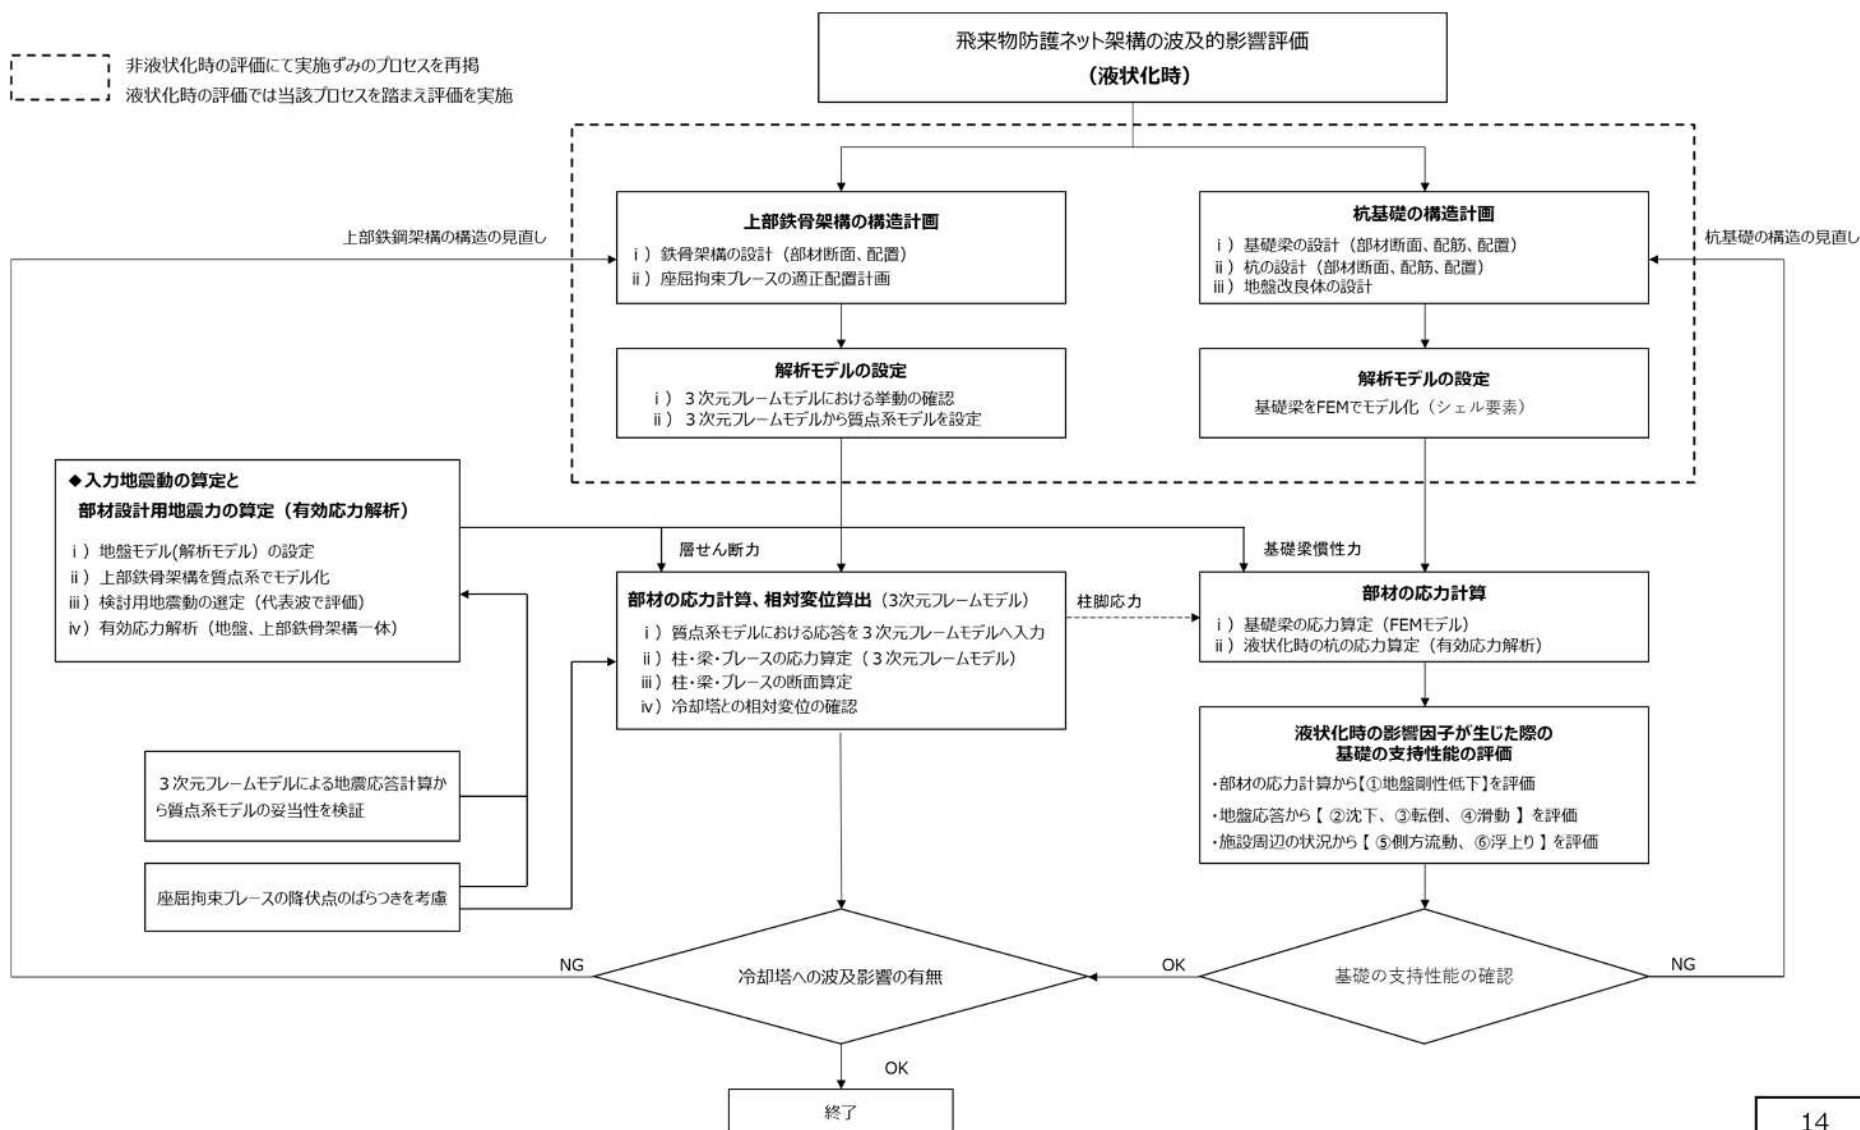 飛来物防護ネット架構の波及的影響評価
(液状化時)
非液状化時の評価にて実施ずみのプロセスを再掲
液状化時の評価では当該プロセスを踏まえ評価を実施
上部鉄骨架構の構造計画
ⅰ）鉄骨架構の設計（部材断面、配置）
ⅱ）座屈拘束ブレースの適正配置計画
杭基礎の構造計画
ⅰ）基礎梁の設計（部材断面、配筋、配置）
ⅱ）杭の設計（部材断面、配筋、配置）
ⅲ）地盤改良体の設計
上部鉄鋼架構の構造の見直し
杭基礎の構造の見直し
解析モデルの設定
ⅰ）３次元フレームモデルにおける挙動の確認
ⅱ）３次元フレームモデルから質点系モデルを設定
解析モデルの設定
基礎梁をFEMでモデル化（シェル要素）
◆入力地震動の算定と
部材設計用地震力の算定（有効応力解析）
ⅰ）地盤モデル(解析モデル）の設定
ⅱ）上部鉄骨架構を質点系でモデル化
ⅲ）検討用地震動の選定（代表波で評価）
ⅳ）有効応力解析（地盤、上部鉄骨架構一体）
層せん断力
基礎梁慣性力
部材の応力計算、相対変位算出（3次元フレームモデル）
ⅰ）質点系モデルにおける応答を３次元フレームモデルへ入力
ⅱ）柱・梁・ブレースの応力算定（３次元フレームモデル）
ⅲ）柱・梁・ブレースの断面算定
ⅳ）冷却塔との相対変位の確認
柱脚応力
部材の応力計算
ⅰ）基礎梁の応力算定（FEMモデル）
ⅱ）液状化時の杭の応力算定（有効応力解析）
液状化時の影響因子が生じた際の
基礎の支持性能の評価
・部材の応力計算から【①地盤剛性低下】を評価
・地盤応答から【 ②沈下、③転倒、④滑動 】を評価
・施設周辺の状況から【 ⑤側方流動、⑥浮上り 】を評価
３次元フレームモデルによる地震応答計算か
ら質点系モデルの妥当性を検証
座屈拘束ブレースの降伏点のばらつきを考慮
NG
冷却塔への波及影響の有無
OK
基礎の支持性能の確認
NG
OK
終了
14